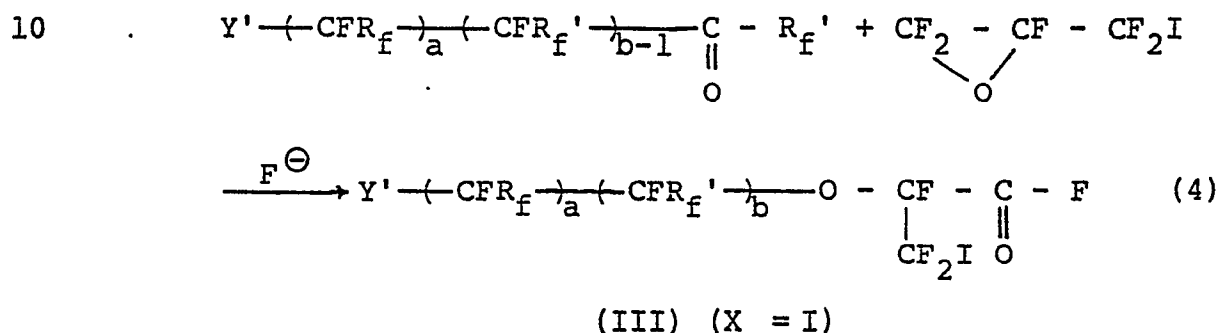 10 . Y'-(CFR_f)_a-(CFR_f')_{b-1}-C - R_f' + CF_2 - CF - CF_2I
O O
F⊖ → Y'-(CFR_f)_a-(CFR_f')_b-O - CF - C - F (4)
CF_2I O
(III) (X = I)